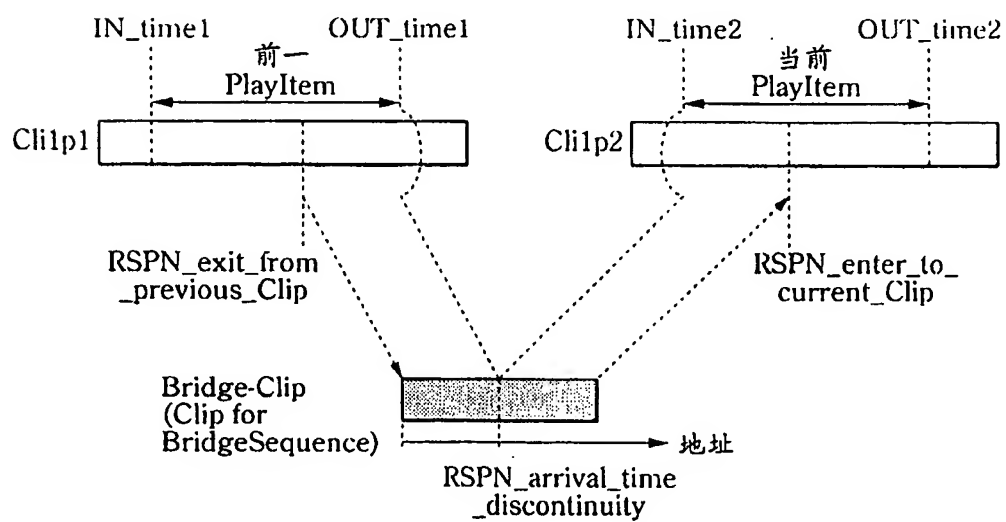 IN_time1
OUT_time1
IN_time2
OUT_time2
前一
PlayItem
当前
PlayItem
Cli1p1
Cli1p2
RSPN_exit_from
_previous_Clip
RSPN_enter_to_
current_Clip
Bridge-Clip
(Clip for
BridgeSequence)
地址
RSPN_arrival_time
_discontinuity